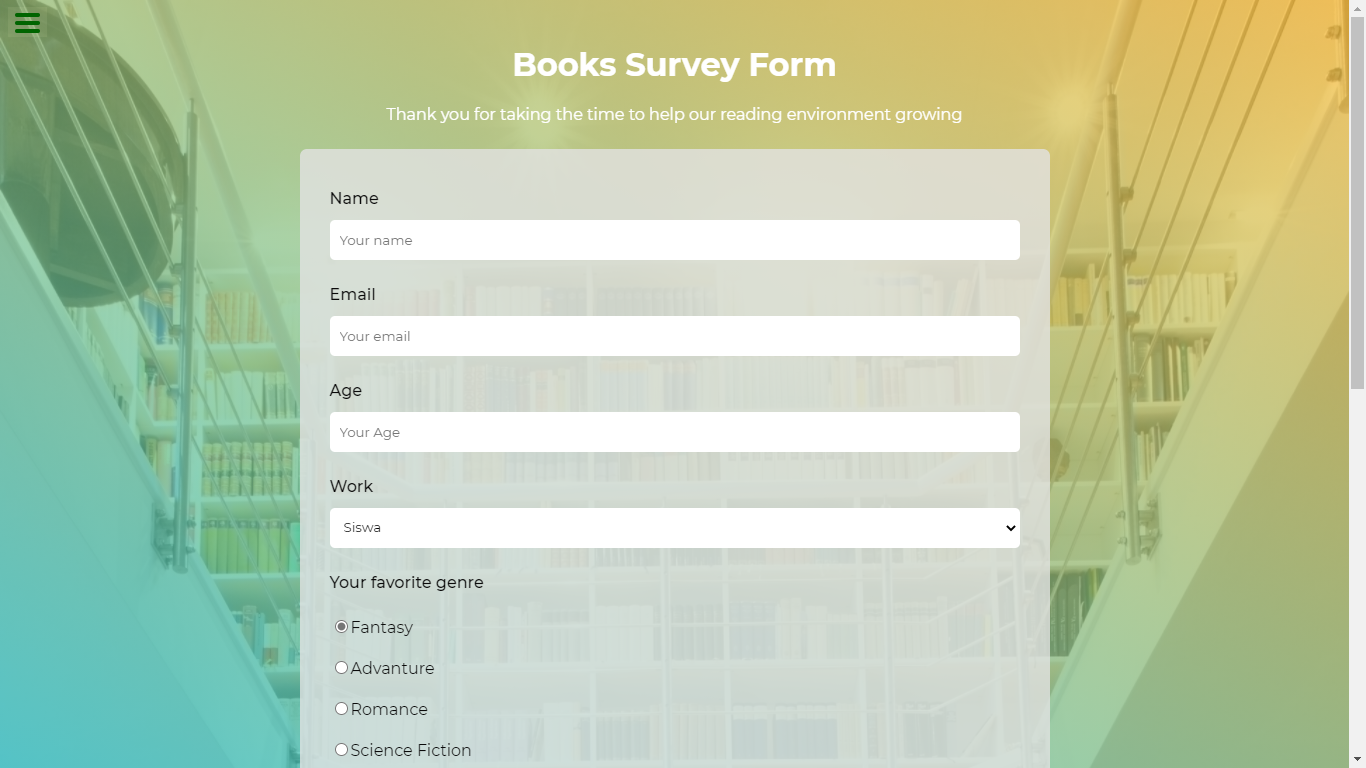 Books Survey Form
Thank you for taking the time to help our reading environment growing
Name
Your name
Email
Your email
Age
Your Age
Work
Siswa
Your favorite genre
Fantasy
Advanture
Romance
Science Fiction